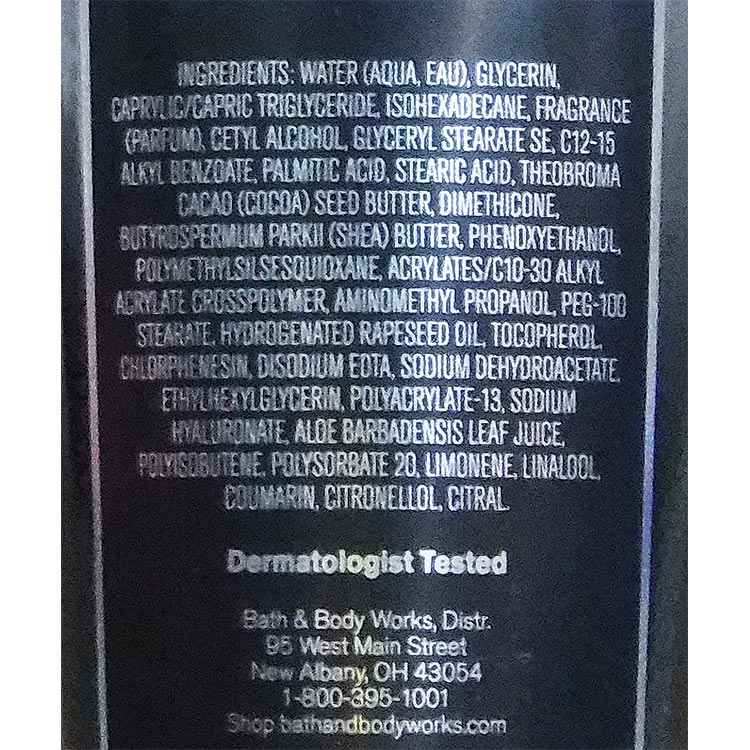 INGREDIENTS: WATER (AQUA, EAU), GLYCERIN,
CAPRYLIC/CAPRIC TRIGLYCERIDE, ISOHEXADECANE, FRAGRANCE
(PARFUM), CETYL ALCOHOL, GLYCERYL STEARATE SE, C12-15
ALKYL BENZOATE, PALMITIC ACID, STEARIC ACID, THEOBROMA
CACAO (COCOA) SEED BUTTER, DIMETHICONE,
BUTYROSPERMUM PARKII (SHEA) BUTTER, PHENOXYETHANOL,
POLYMETHYLSILSESQUIOXANE, ACRYLATES/C10-30 ALKYL
ACRYLATE CROSSPOLYMER, AMINOMETHYL PROPANOL, PEG-100
STEARATE, HYDROGENATED RAPESEED OIL, TOCOPHEROL,
CHLORPHENESIN, DISODIUM EDTA, SODIUM DEHYDROACETATE,
ETHYLHEXYLGLYCERIN, POLYACRYLATE-13, SODIUM
HYALURONATE, ALOE BARBADENSIS LEAF JUICE,
POLYISOBUTENE, POLYSORBATE 20, LIMONENE, LINALOOL,
COUMARIN, CITRONELLOL, CITRAL.
Dermatologist Tested
Bath & Body Works, Distr.
95 West Main Street
New Albany, OH 43054
1-800-395-1001
Shop bathandbodyworks.com